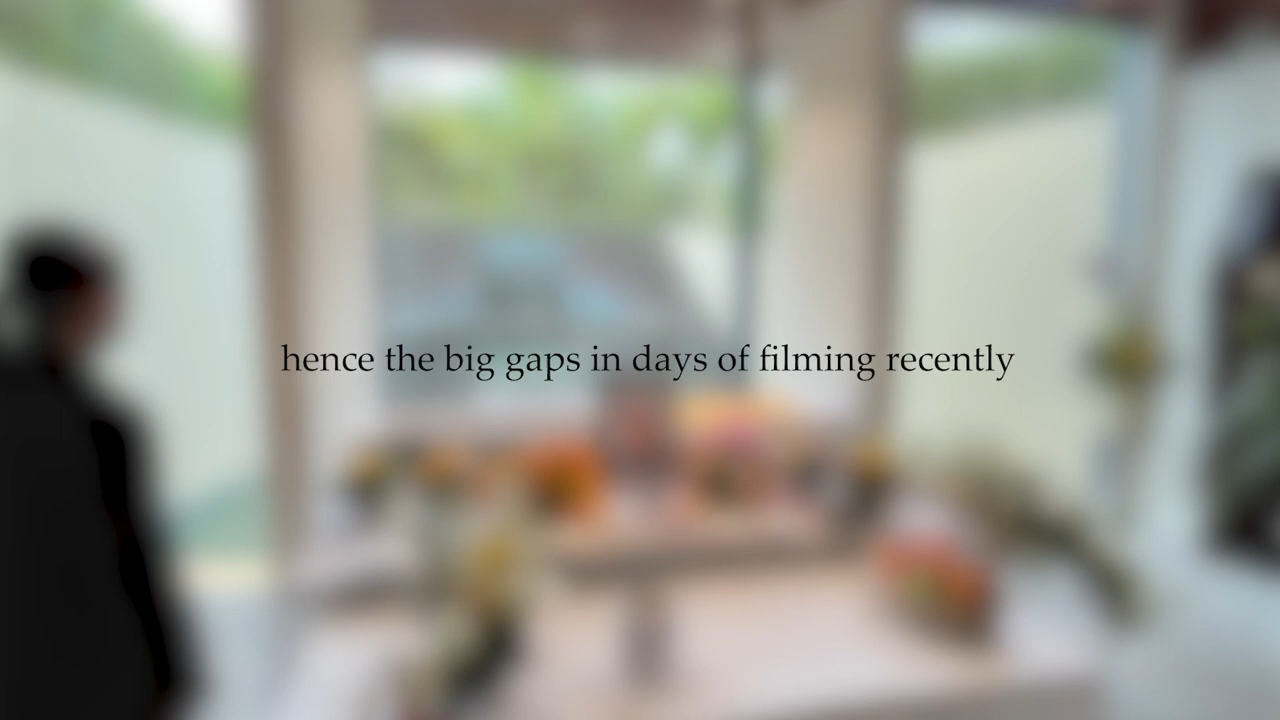 hence the big gaps in days of filming recently